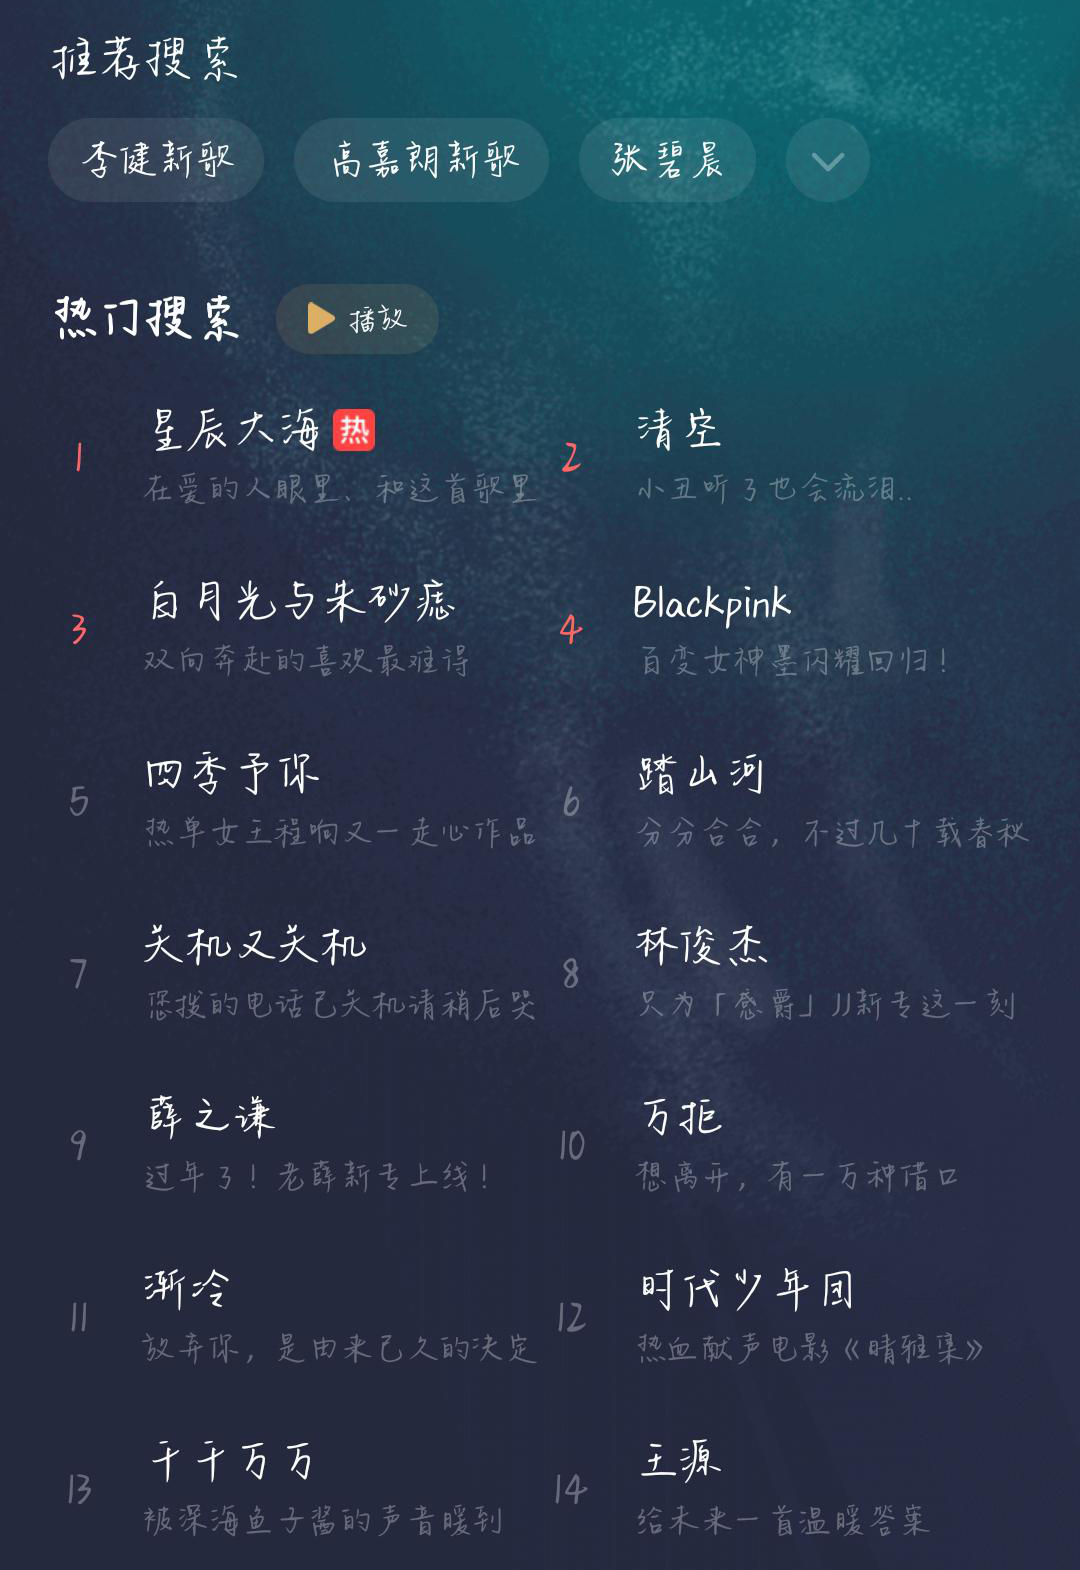 推荐搜索
李健新歌
高嘉朗新歌
张碧晨
热门搜索
播放
1
星辰大海 热
在爱的人眼里、和这首歌里
2
清空
小丑听了也会流泪..
3
白月光与朱砂痣
双向奔赴的喜欢最难得
4
Blackpink
百变女神墨闪耀回归！
5
四季予你
热单女王程响又一走心作品
6
踏山河
分分合合，不过几十载春秋
7
关机又关机
您拨的电话已关机请稍后哭
8
林俊杰
只为「感爵」JJ新专这一刻
9
薛之谦
过年了！老薛新专上线！
10
万拒
想离开，有一万种借口
11
渐冷
放弃你，是由来已久的决定
12
时代少年团
热血献声电影《晴雅集》
13
千千万万
被深海鱼子酱的声音暖到
14
王源
给未来一首温暖答案